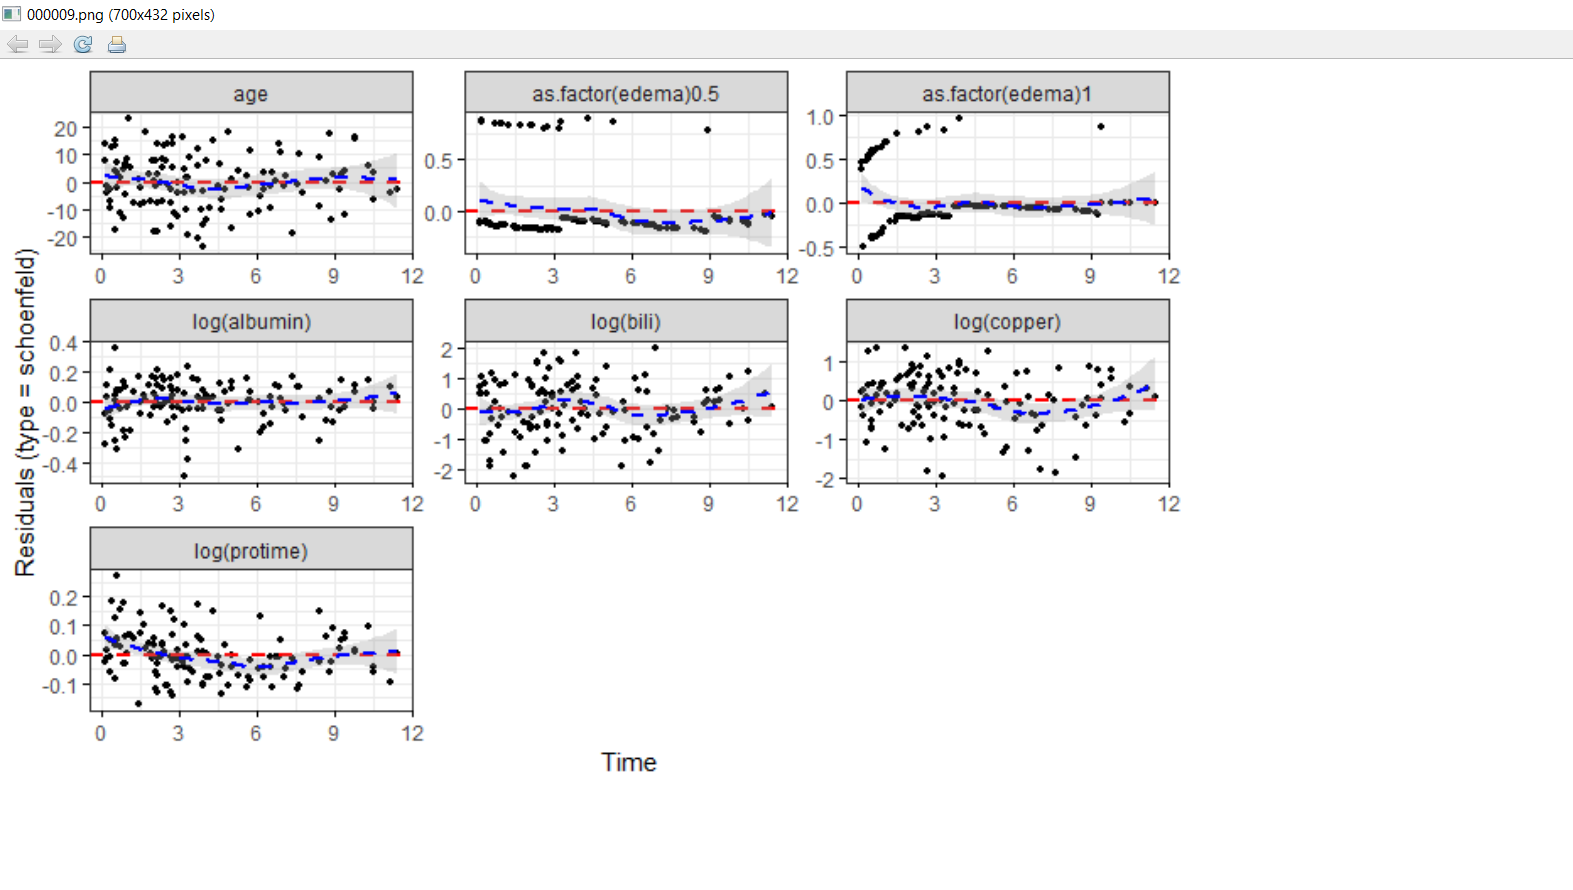 000009.png (700x432 pixels)
age
as.factor(edema)0.5
as.factor(edema)1
20
10
0
-10
-20
0 3 6 9 12
0.5
0.0
0 3 6 9 12
1.0
0.5
0.0
-0.5
0 3 6 9 12
log(albumin)
log(bili)
log(copper)
0.4
0.2
0.0
-0.2
-0.4
0 3 6 9 12
2
1
0
-1
-2
0 3 6 9 12
1
0
-1
-2
0 3 6 9 12
log(protime)
0.2
0.1
0.0
-0.1
0 3 6 9 12
Residuals (type = schoenfeld)
Time